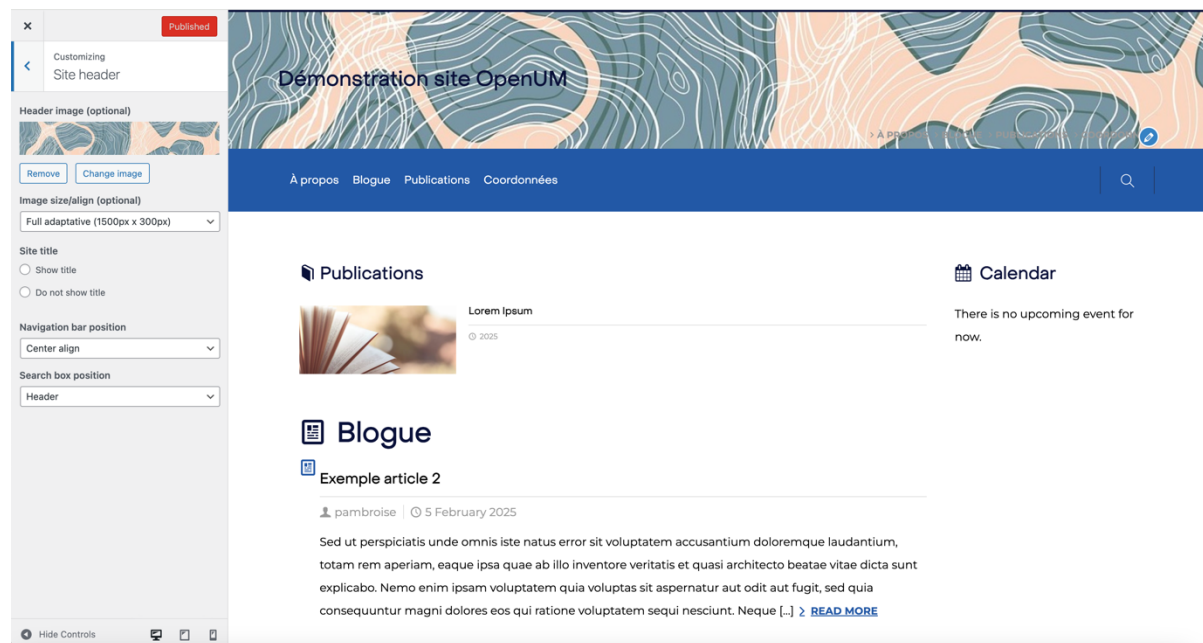 Published
Customizing
Site header
Header image (optional)
Remove
Change image
Image size/align (optional)
Full adaptative (1500px x 300px)
Site title
Show title
Do not show title
Navigation bar position
Center align
Search box position
Header
Hide Controls
Démonstration site OpenUM
> À PROPOS
À propos Blogue Publications Coordonnées
Publications
Lorem Ipsum
2025
Blogue
Exemple article 2
pambroise 5 February 2025
Sed ut perspiciatis unde omnis iste natus error sit voluptatem accusantium doloremque laudantium,
totam rem aperiam, eaque ipsa quae ab illo inventore veritatis et quasi architecto beatae vitae dicta sunt
explicabo. Nemo enim ipsam voluptatem quia voluptas sit aspernatur aut odit aut fugit, sed quia
consequuntur magni dolores eos qui ratione voluptatem sequi nesciunt. Neque [...] > READ MORE
Calendar
There is no upcoming event for
now.